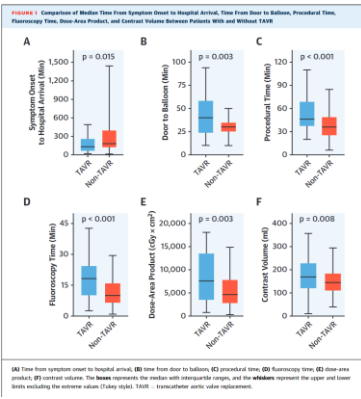 FIGURE 1 Comparison of Median Time From Symptom Onset to Hospital Arrival, Time From Door to Balloon, Procedural Time,
Fluoroscopy Time, Dose-Area Product, and Contrast Volume Between Patients With and Without TAVR
A
p = 0.015
Symptom Onset
to Hospital Arrival (Min)
1,500
1,200
900
600
300
0
TAVR
Non-TAVR
B
p = 0.003
Door to Balloon (Min)
100
75
50
25
0
TAVR
Non-TAVR
C
p < 0.001
Procedural Time (Min)
120
90
60
30
0
TAVR
Non-TAVR
D
p < 0.001
Fluoroscopy Time (Min)
45
30
15
0
TAVR
Non-TAVR
E
p = 0.003
Dose-Area Product (cGy × cm²)
20,000
15,000
10,000
5,000
0
TAVR
Non-TAVR
F
p = 0.008
Contrast Volume (ml)
400
300
200
100
0
TAVR
Non-TAVR
(A) Time from symptom onset to hospital arrival, (B) time from door to balloon, (C) procedural time; (D) fluoroscopy time; (E) dose-area
product; (F) contrast volume. The boxes represents the median with interquartile ranges, and the whiskers represent the upper and lower
limits excluding the extreme values (Tukey style). TAVR = transcatheter aortic valve replacement.